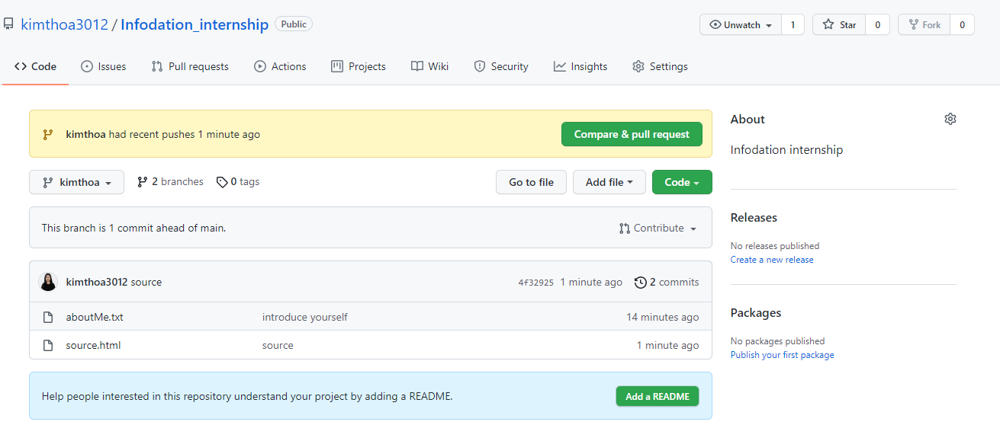 kimthoa3012 / Infodation_internship Public Unwatch 1 Star 0 Fork 0
Code Issues Pull requests Actions Projects Wiki Security Insights Settings
kimthoa had recent pushes 1 minute ago Compare & pull request
kimthoa 2 branches 0 tags Go to file Add file Code
This branch is 1 commit ahead of main. Contribute
kimthoa3012 source 4f32925 1 minute ago 2 commits
aboutMe.txt introduce yourself 14 minutes ago
source.html source 1 minute ago
Help people interested in this repository understand your project by adding a README. Add a README
About
Infodation internship
Releases
No releases published
Create a new release
Packages
No packages published
Publish your first package